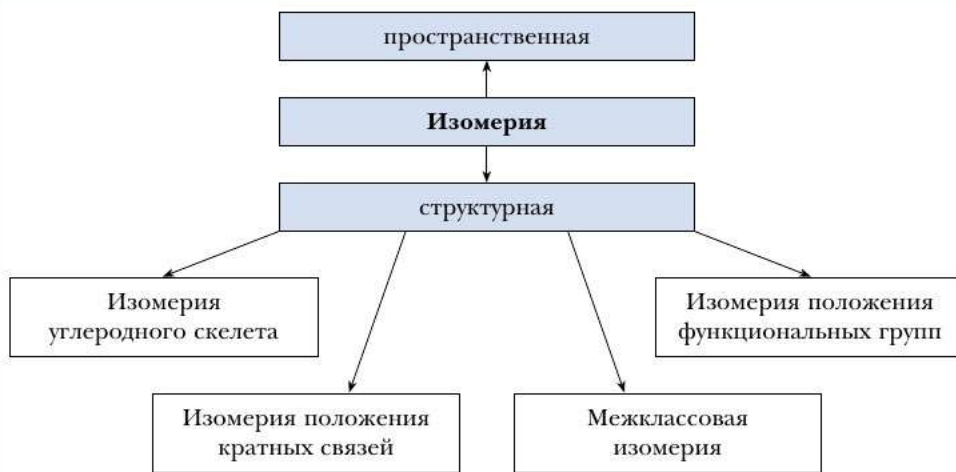 пространственная
Изомерия
структурная
Изомерия
углеродного скелета
Изомерия положения
функциональных групп
Изомерия положения
кратных связей
Межклассовая
изомерия